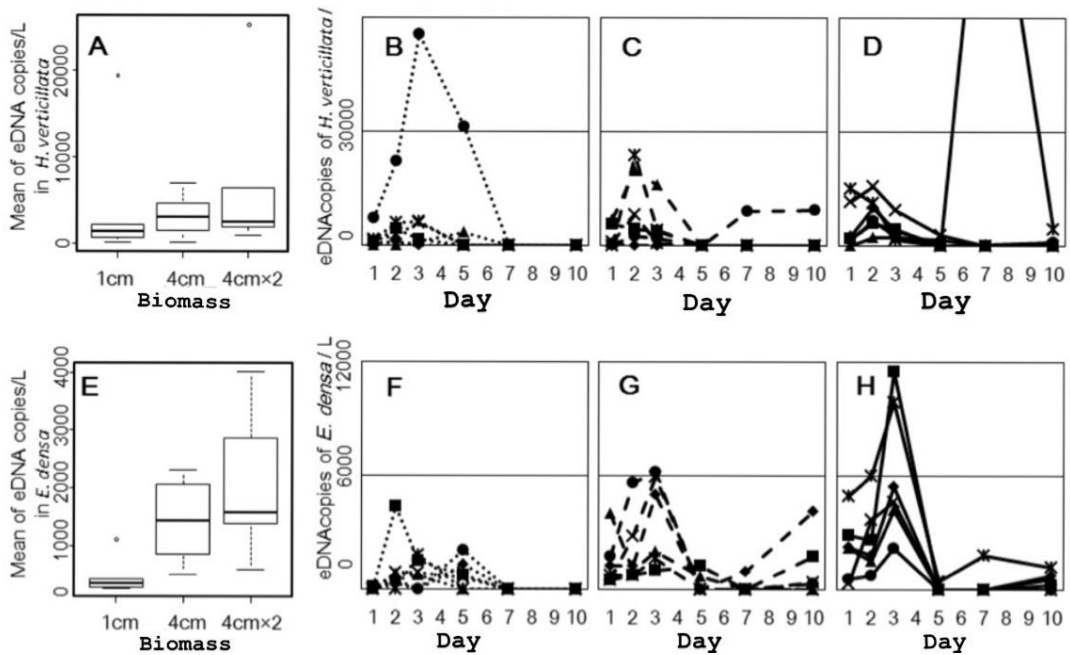 A
Mean of eDNA copies/L
in H.verticillata
0
10000
20000
1cm 4cm 4cm×2
Biomass
B
eDNAcopies of H. verticillata /
0
30000
1 2 3 4 5 6 7 8 9 10
Day
C
1 2 3 4 5 6 7 8 9 10
Day
D
1 2 3 4 5 6 7 8 9 10
Day
E
Mean of eDNA copies/L
in E. densa
0
1000
2000
3000
4000
1cm 4cm 4cm×2
Biomass
F
eDNAcopies of E. densa / L
0
6000
12000
1 2 3 4 5 6 7 8 9 10
Day
G
1 2 3 4 5 6 7 8 9 10
Day
H
1 2 3 4 5 6 7 8 9 10
Day